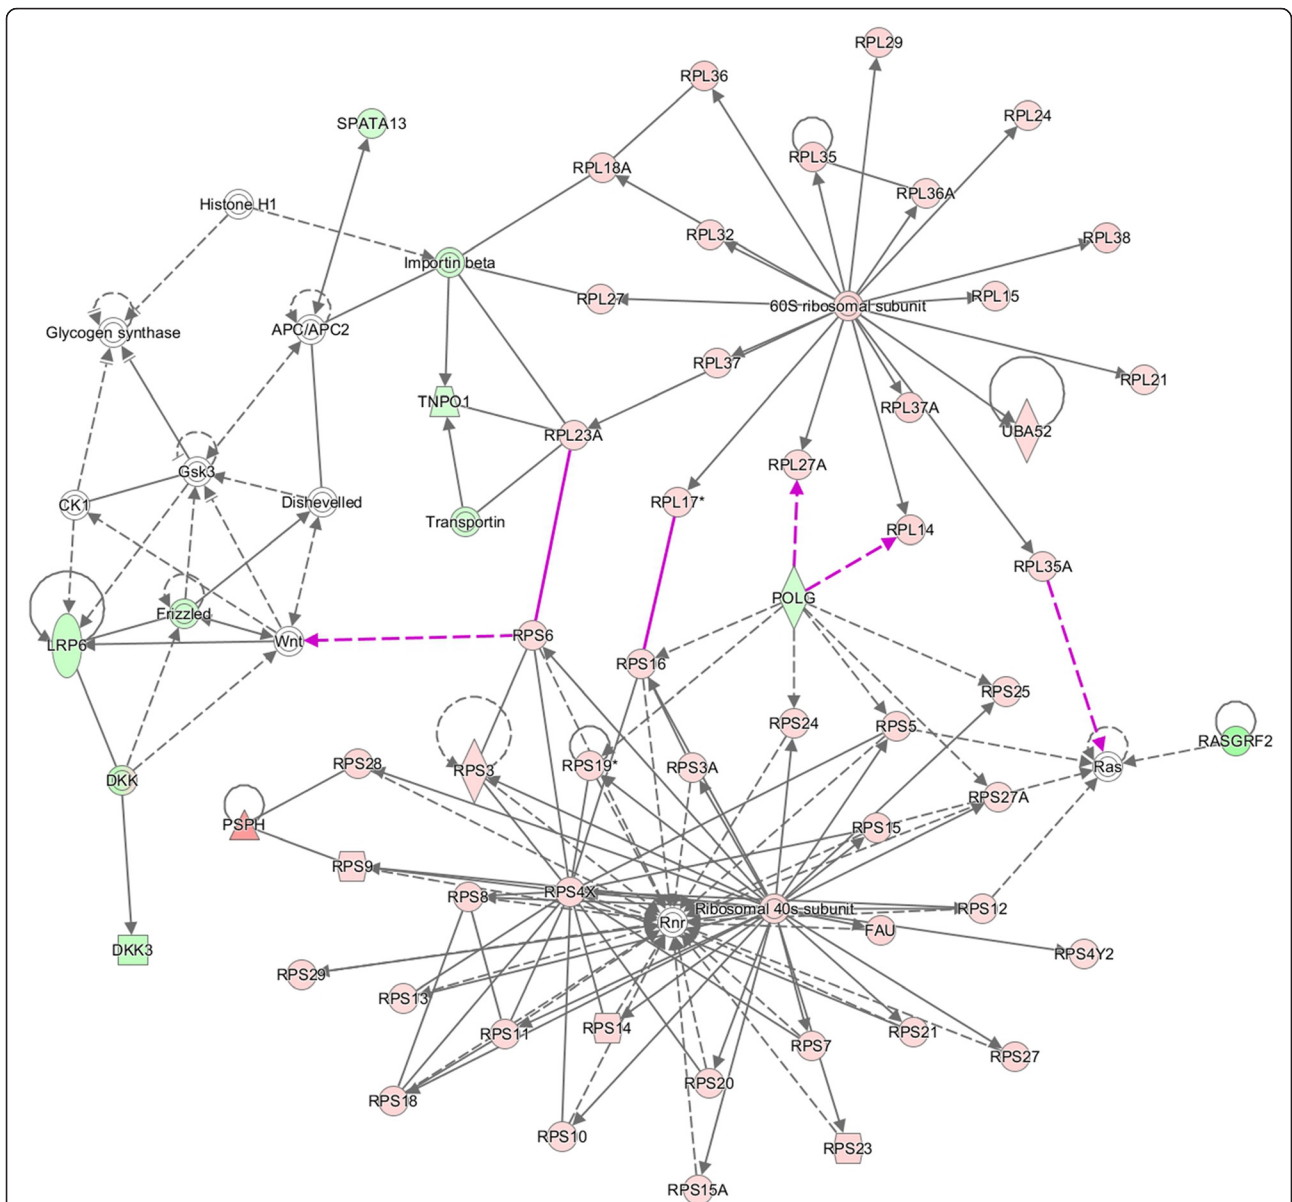 RPL29
RPL36
RPL24
SPATA13
RPL35
RPL18A
RPL36A
Histone H1
RPL32
RPL38
Importin beta
RPL27
60S ribosomal subunit
RPL15
Glycogen synthase
APC/APC2
RPL37
RPL21
TNPO1
RPL37A
RPL23A
UBA52
RPL27A
Gsk3
CK1
Dishevelled
RPL17*
Transportin
RPL14
RPL35A
POLG
Frizzled
LRP6
Wnt
RPS6
RPS16
RPS25
RPS24
RPS5
RASGRF2
RPS28
RPS3
RPS19*
RPS3A
Ras
DKK
RPS27A
PSPH
RPS15
RPS9
RPS8
RPS4X
Ribosomal 40s subunit
RPS12
Rnr
FAU
DKK3
RPS4Y2
RPS29
RPS13
RPS11
RPS14
RPS21
RPS7
RPS27
RPS20
RPS18
RPS10
RPS23
RPS15A